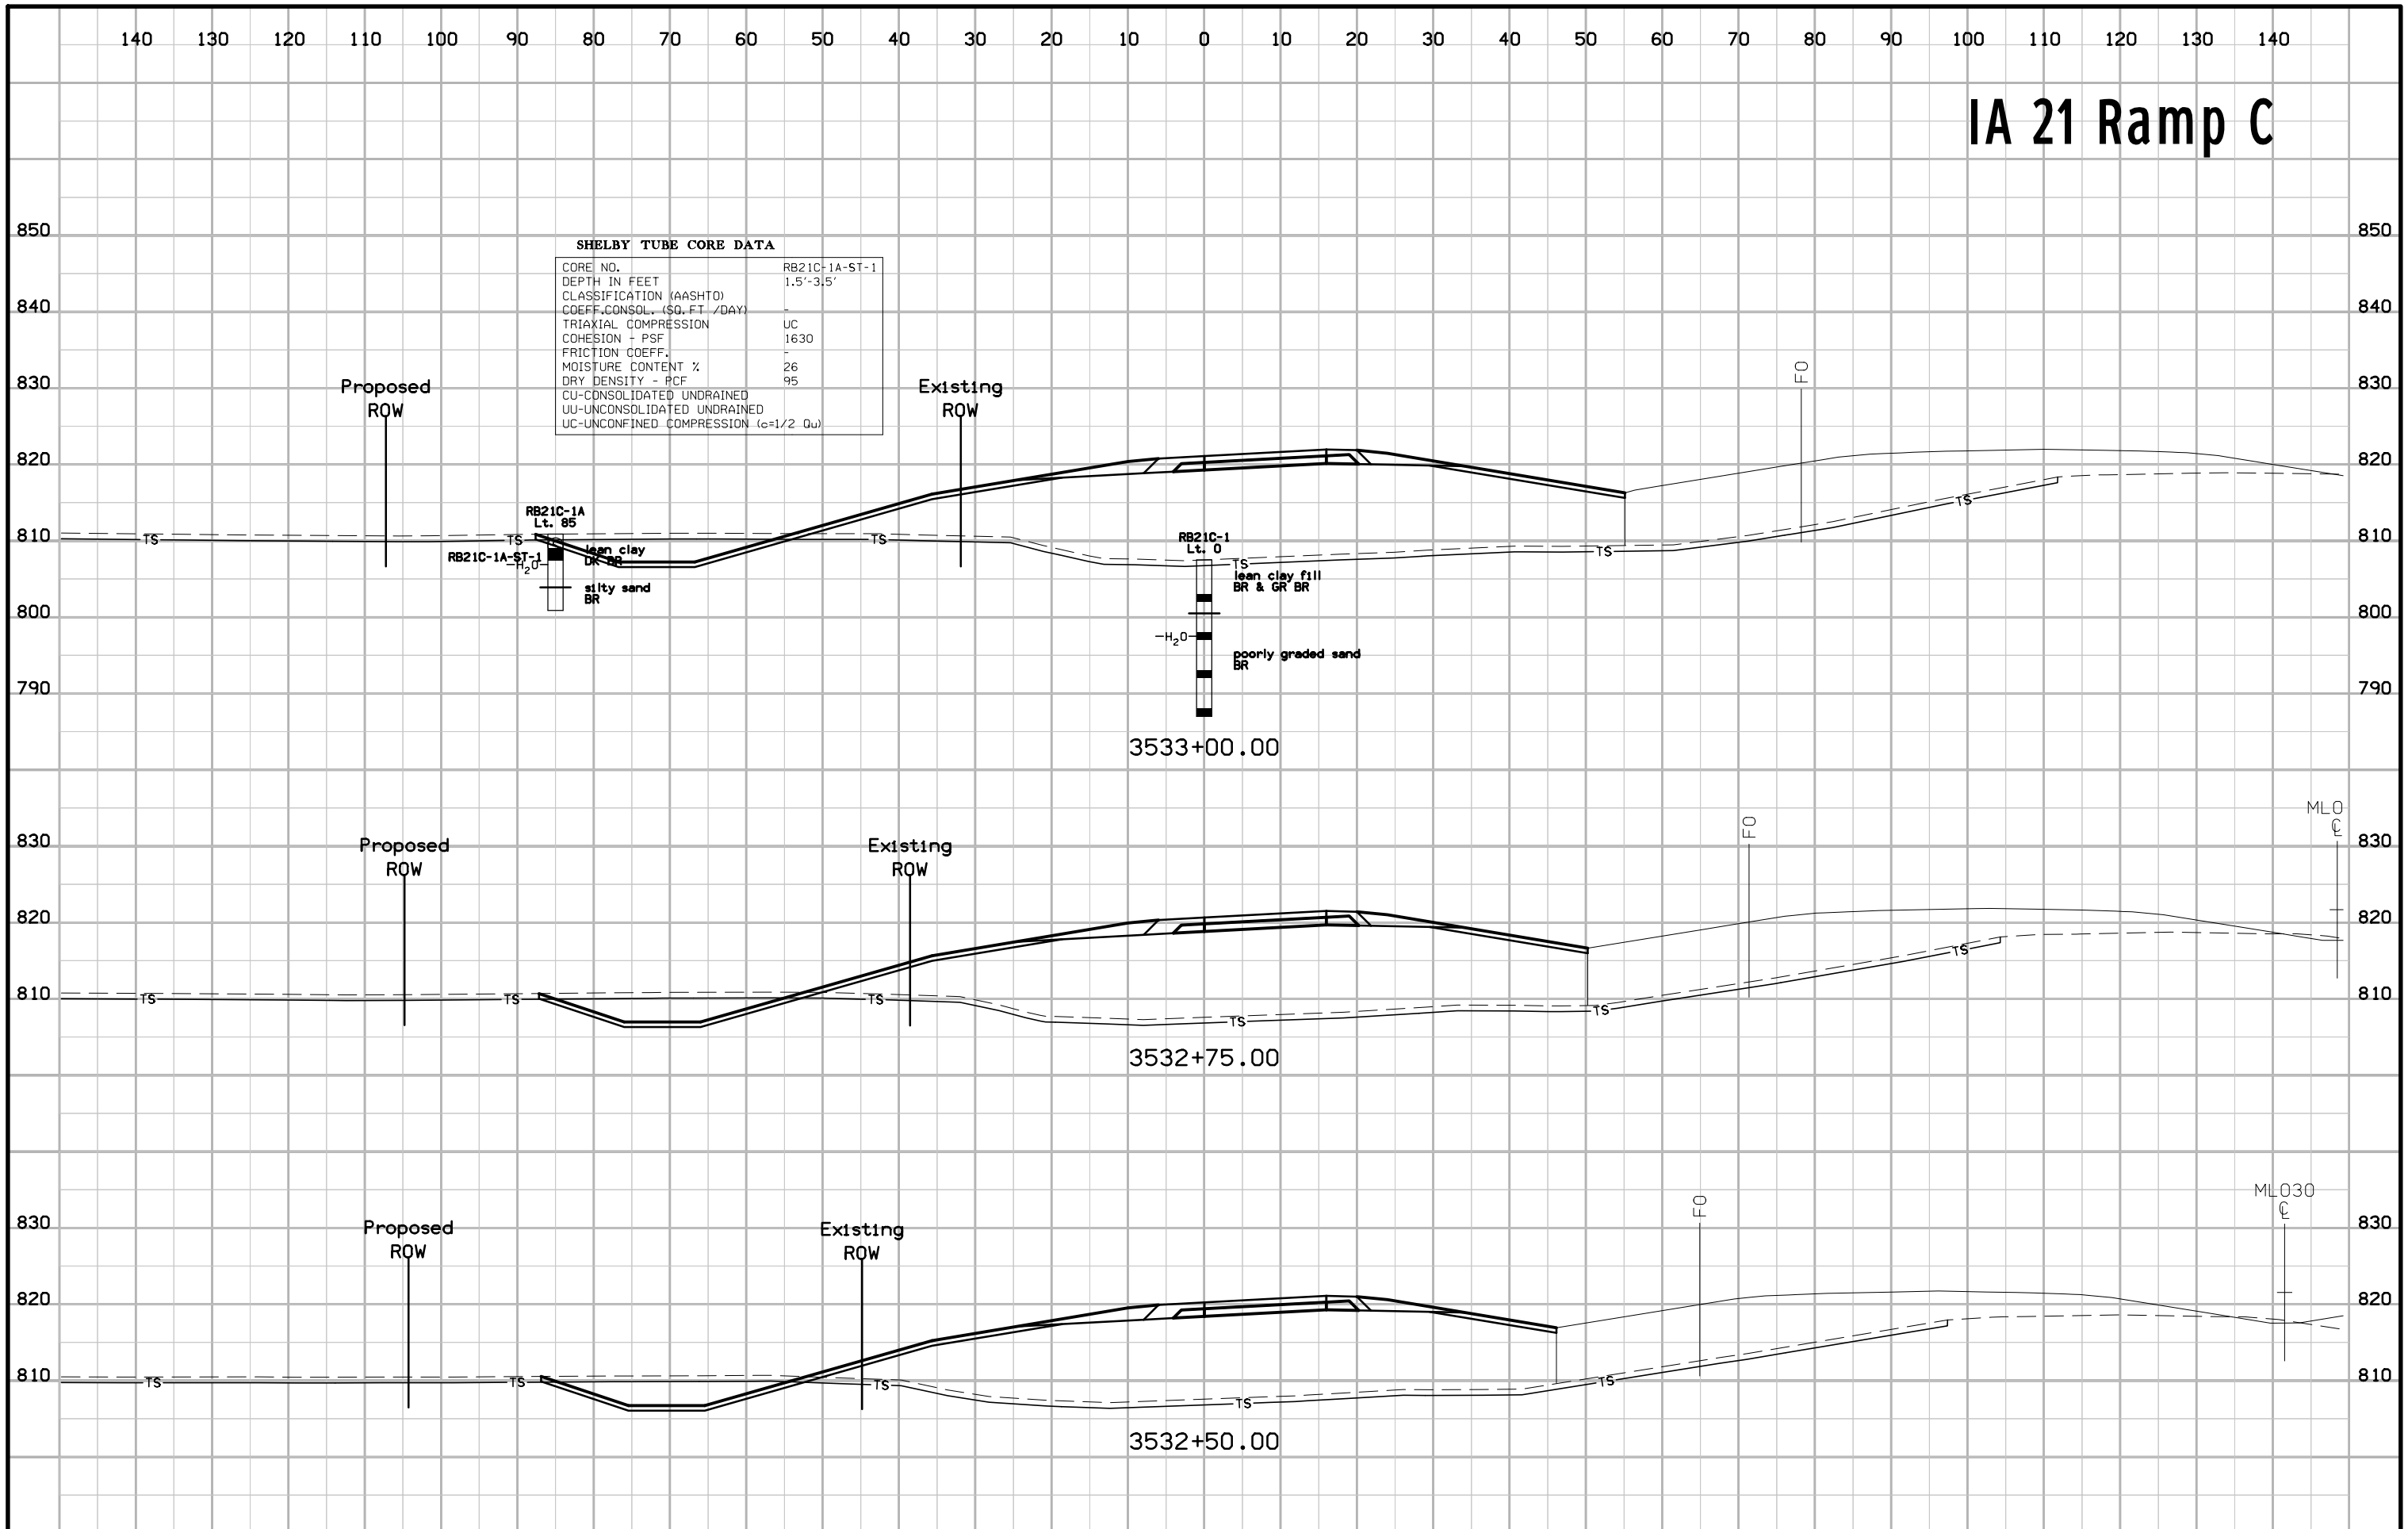 140 130 120 110 100 90 80 70 60 50 40 30 20 10 0 10 20 30 40 50 60 70 80 90 100 110 120 130 140
IA 21 Ramp C
850 850
SHELBY TUBE CORE DATA
CORE NO. RB21C-1A-ST-1
DEPTH IN FEET 1.5'-3.5'
CLASSIFICATION (AASHTO)
COEFF.CONSOL. (SQ.FT /DAY) -
TRIAXIAL COMPRESSION UC
COHESION - PSF 1630
FRICTION COEFF. -
MOISTURE CONTENT % 26
DRY DENSITY - PCF 95
CU-CONSOLIDATED UNDRAINED
UU-UNCONSOLIDATED UNDRAINED
UC-UNCONFINED COMPRESSION (c=1/2 Qu)
840 840
830 830
Proposed
ROW
Existing
ROW
FO
820 820
TS
RB21C-1A
Lt. 85
810 TS TS TS 810
RB21C-1
Lt. 0
RB21C-1A-ST-1
lean clay
DK BR
H2O
TS TS
silty sand
BR
lean clay fill
BR & GR BR
800 800
H2O
poorly graded sand
BR
790 790
3533+00.00
MLO
℄
FO
830 830
Proposed
ROW
Existing
ROW
820 820
TS
810 TS TS TS 810
TS TS
3532+75.00
ML030
℄
FO
830 830
Proposed
ROW
Existing
ROW
820 820
810 TS TS TS TS 810
TS
3532+50.00